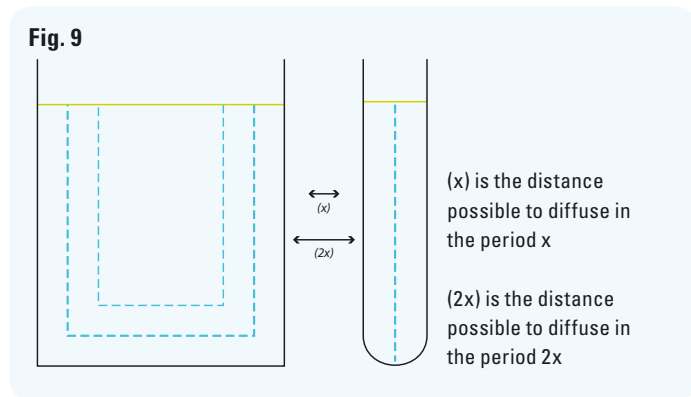 Fig. 9
(x)
(2x)
(x) is the distance
possible to diffuse in
the period x
(2x) is the distance
possible to diffuse in
the period 2x